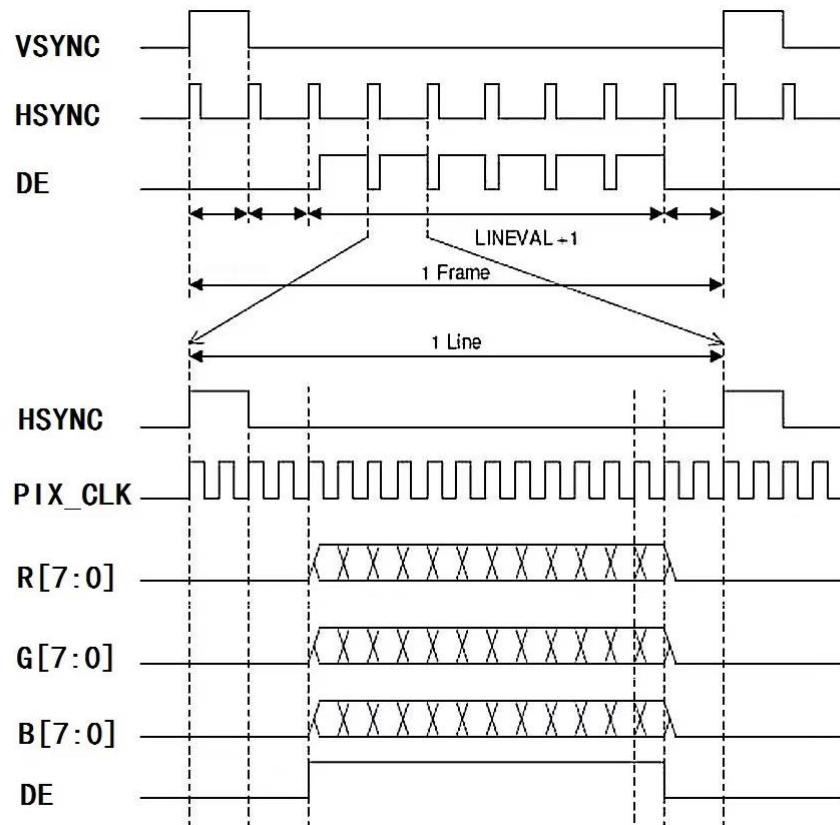 VSYNC
HSYNC
DE
LINEVAL+1
1 Frame
1 Line
HSYNC
PIX_CLK
R[7:0]
G[7:0]
B[7:0]
DE